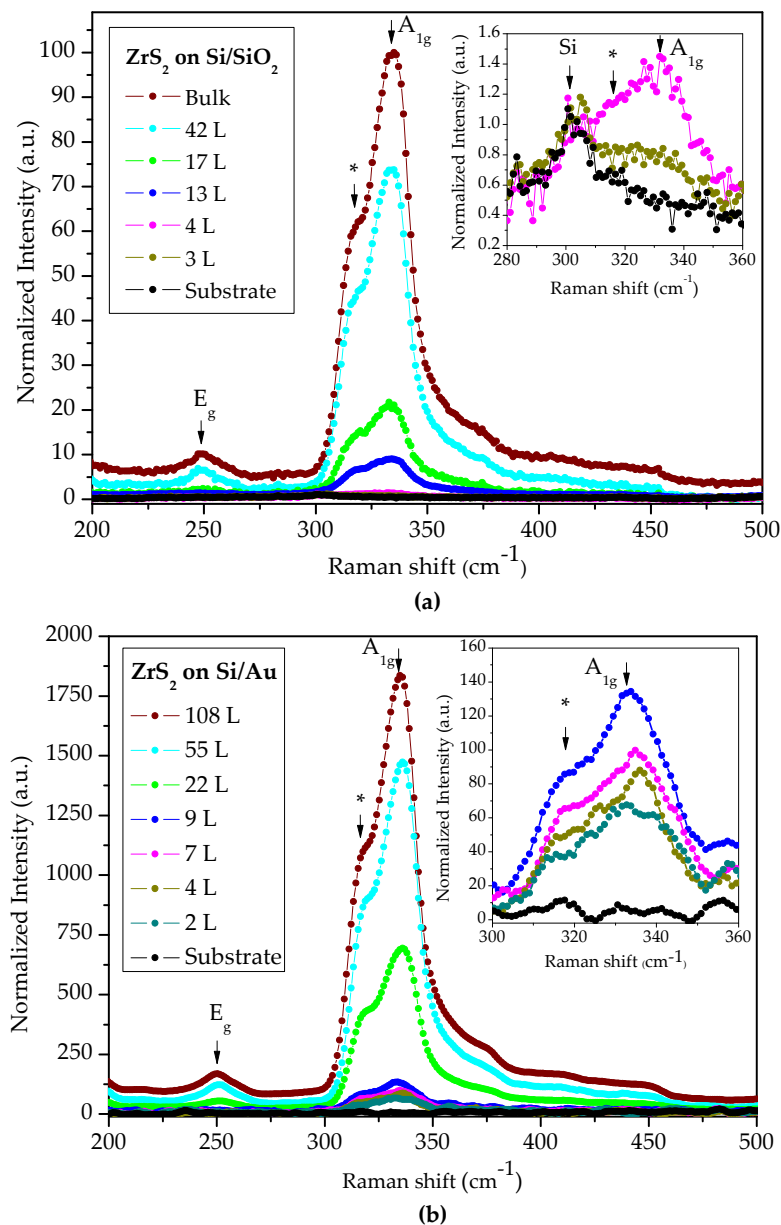 ZrS₂ on Si/SiO₂
Bulk
42 L
17 L
13 L
4 L
3 L
Substrate
A₁g
*
E_g
Normalized Intensity (a.u.)
100
90
80
70
60
50
40
30
20
10
0
200 250 300 350 400 450 500
Raman shift (cm⁻¹)
Si * A₁g
Normalized Intensity (a.u.)
1.6
1.4
1.2
1.0
0.8
0.6
0.4
0.2
280 300 320 340 360
Raman shift (cm⁻¹)
(a)
ZrS₂ on Si/Au
108 L
55 L
22 L
9 L
7 L
4 L
2 L
Substrate
A₁g
*
E_g
Normalized Intensity (a.u.)
2000
1750
1500
1250
1000
750
500
250
0
200 250 300 350 400 450 500
Raman shift (cm⁻¹)
* A₁g
Normalized Intensity (a.u.)
160
140
120
100
80
60
40
20
0
300 320 340 360
Raman shift (cm⁻¹)
(b)